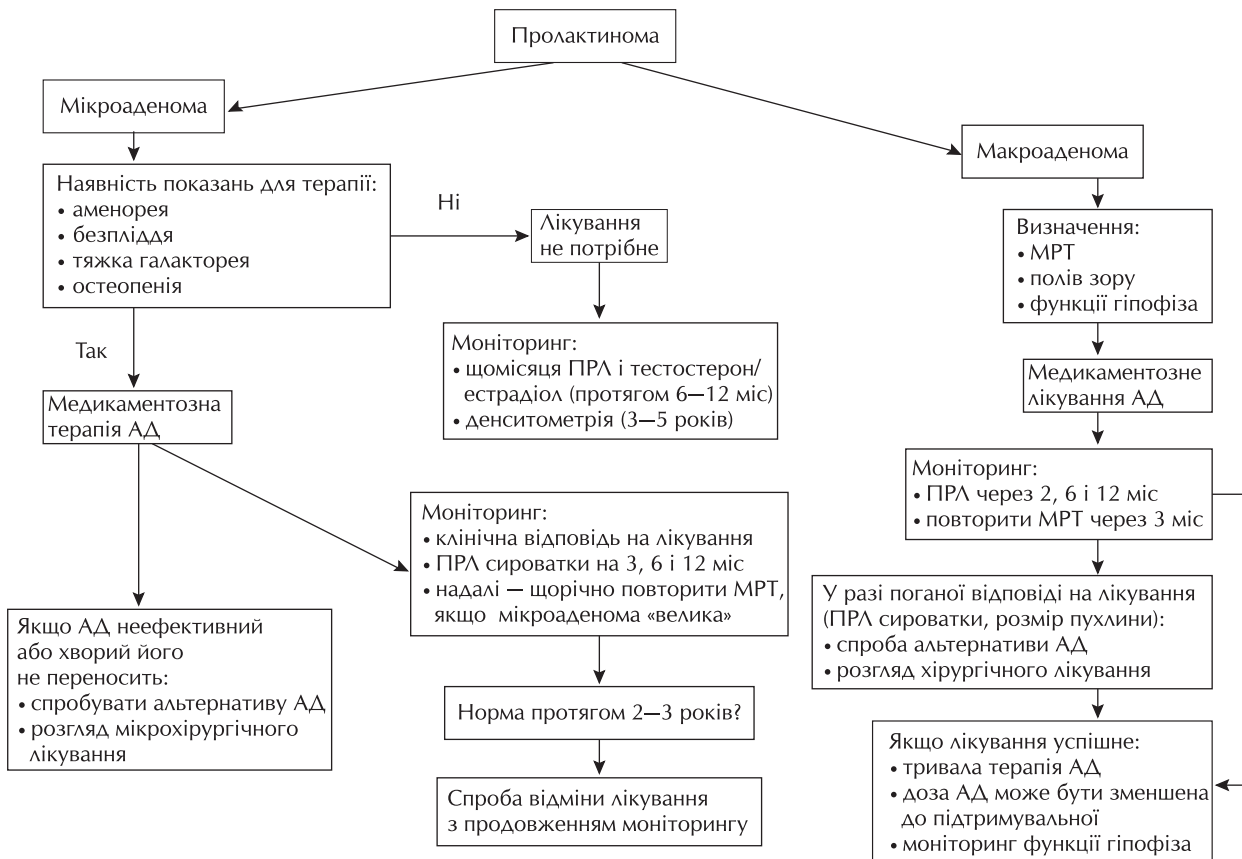 Пролактинома
Мікроаденома
Наявність показань для терапії:
• аменорея
• безпліддя
• тяжка галакторея
• остеопенія
Ні
Лікування
не потрібне
Моніторинг:
• щомісяця ПРЛ і тестостерон/
естрадіол (протягом 6—12 міс)
• денситометрія (3—5 років)
Так
Медикаментозна
терапія АД
Якщо АД неефективний
або хворий його
не переносить:
• спробувати альтернативу АД
• розгляд мікрохірургічного
лікування
Моніторинг:
• клінічна відповідь на лікування
• ПРЛ сироватки на 3, 6 і 12 міс
• надалі — щорічно повторити МРТ,
якщо мікроаденома «велика»
Норма протягом 2—3 років?
Спроба відміни лікування
з продовженням моніторингу
Макроаденома
Визначення:
• МРТ
• полів зору
• функції гіпофіза
Медикаментозне
лікування АД
Моніторинг:
• ПРЛ через 2, 6 і 12 міс
• повторити МРТ через 3 міс
У разі поганої відповіді на лікування
(ПРЛ сироватки, розмір пухлини):
• спроба альтернативи АД
• розгляд хірургічного лікування
Якщо лікування успішне:
• тривала терапія АД
• доза АД може бути зменшена
до підтримувальної
• моніторинг функції гіпофіза